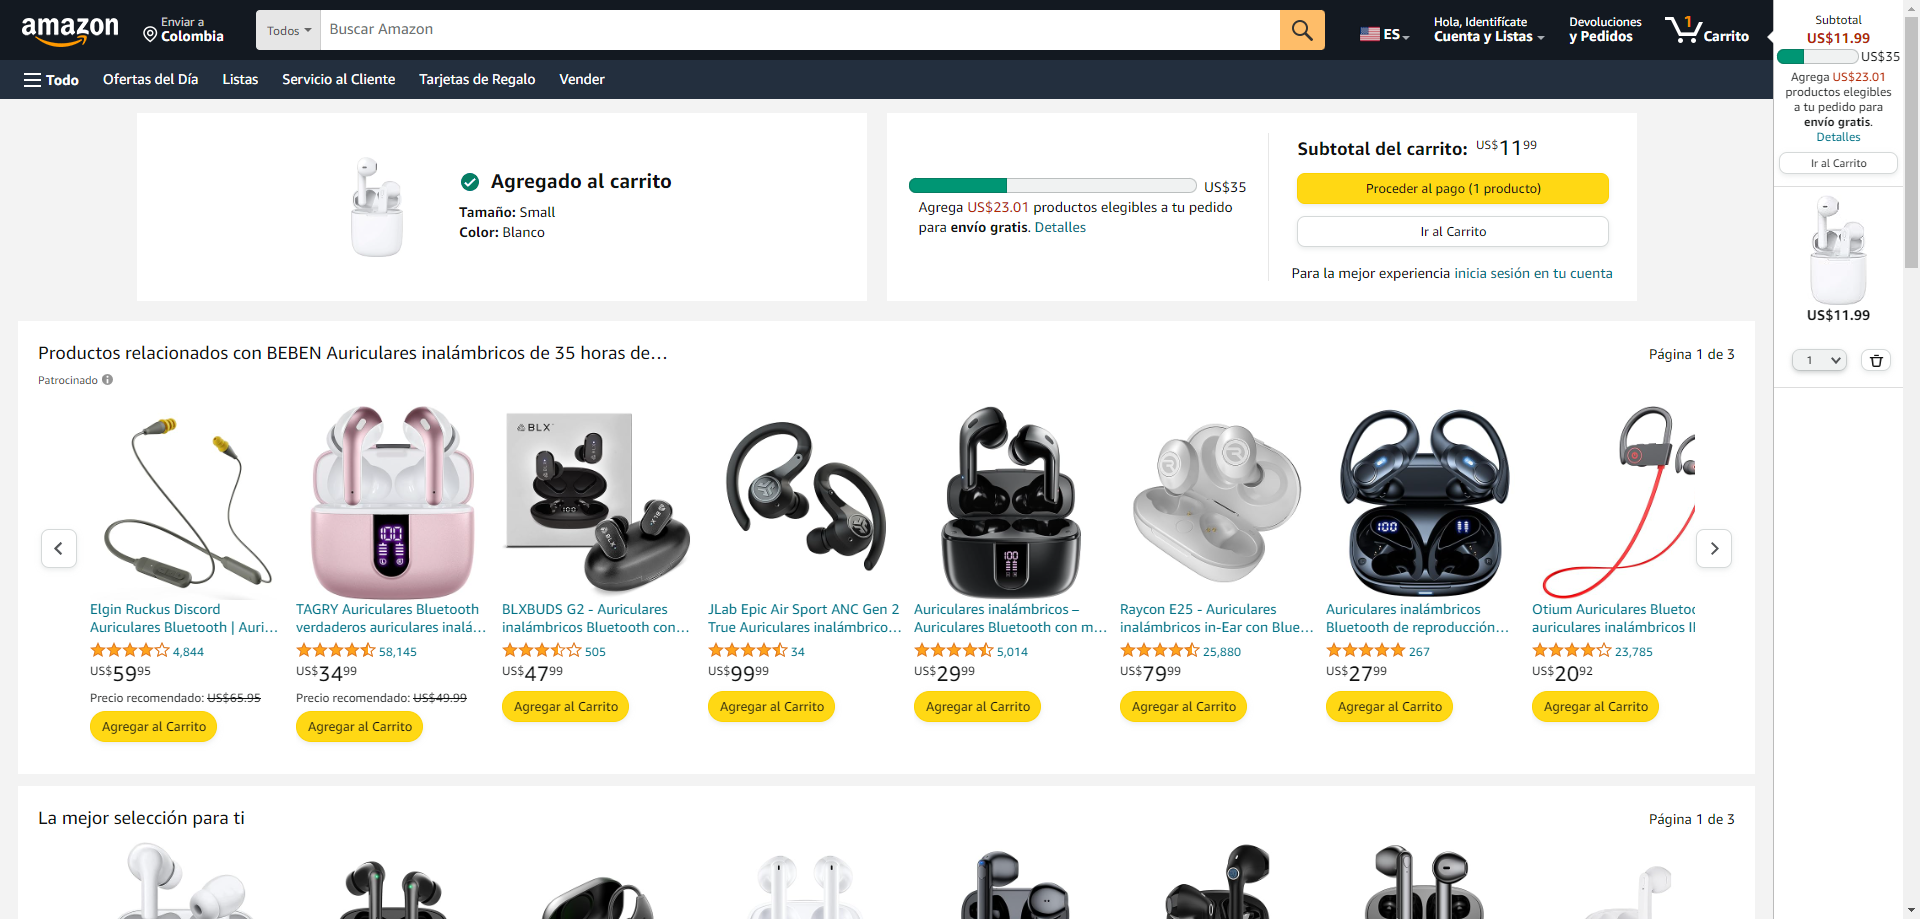 amazon
Enviar a
Colombia
Todos
Buscar Amazon
ES
Hola, Identifícate
Cuenta y Listas
Devoluciones
y Pedidos
1
Carrito
Todo
Ofertas del Día
Listas
Servicio al Cliente
Tarjetas de Regalo
Vender
Subtotal
US$11.99
US$35
Agrega US$23.01
productos elegibles
a tu pedido para
envío gratis.
Detalles
Ir al Carrito
US$11.99
1
Agregado al carrito
Tamaño: Small
Color: Blanco
US$35
Agrega US$23.01 productos elegibles a tu pedido
para envío gratis. Detalles
Subtotal del carrito: US$11.99
Proceder al pago (1 producto)
Ir al Carrito
Para la mejor experiencia inicia sesión en tu cuenta
Productos relacionados con BEBEN Auriculares inalámbricos de 35 horas de…
Página 1 de 3
Patrocinado
Elgin Ruckus Discord
Auriculares Bluetooth | Auri…
4,844
US$59.95
Precio recomendado: US$65.95
Agregar al Carrito
100
TAGRY Auriculares Bluetooth
verdaderos auriculares inalá…
58,145
US$34.99
Precio recomendado: US$49.99
Agregar al Carrito
BLX
100
BLX
BLX
BLXBUDS G2 - Auriculares
inalámbricos Bluetooth con…
505
US$47.99
Agregar al Carrito
JLab Epic Air Sport ANC Gen 2
True Auriculares inalámbrico…
34
US$99.99
Agregar al Carrito
100
Auriculares inalámbricos –
Auriculares Bluetooth con m…
5,014
US$29.99
Agregar al Carrito
Raycon E25 - Auriculares
inalámbricos in-Ear con Blue…
25,880
US$79.99
Agregar al Carrito
100
Auriculares inalámbricos
Bluetooth de reproducción…
267
US$27.99
Agregar al Carrito
Otium Auriculares Bluetoo
auriculares inalámbricos II
23,785
US$20.92
Agregar al Carrito
La mejor selección para ti
Página 1 de 3